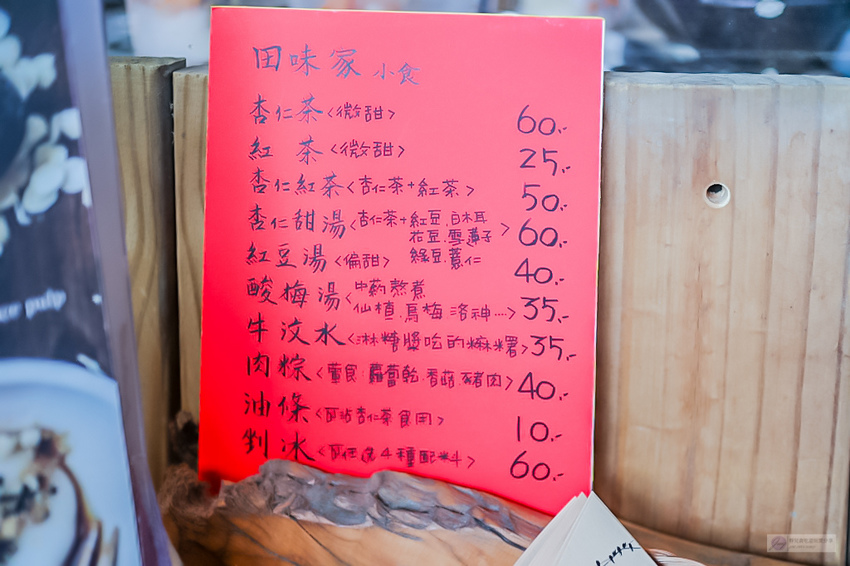 田味家 小食
杏仁茶<微甜> 60.-
紅 茶<微甜> 25.-
杏仁紅茶<杏仁茶+紅茶> 50.-
杏仁甜湯<杏仁茶+紅豆.白木耳 60.-
花豆.雪蓮子>
綠豆.薏仁
紅豆湯<偏甜> 40.-
酸梅湯<中药熬煮 35.-
仙楂.烏梅.洛神....>
牛汶水<淋糖漿吃的麻糬> 35.-
肉粽<葷食.蘿蔔乾.香菇.豬肉> 40.-
油條<可沾杏仁茶食用> 10.-
剉冰<可任選4種配料> 60.-